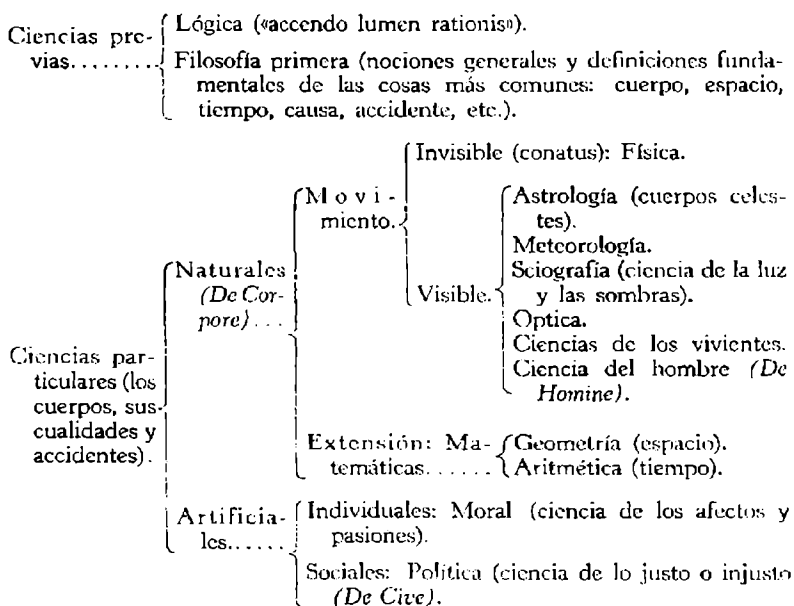 Ciencias pre-
vias........
Lógica («accendo lumen rationis»).
Filosofía primera (nociones generales y definiciones funda-
mentales de las cosas más comunes: cuerpo, espacio,
tiempo, causa, accidente, etc.).
Ciencias par-
ticulares (los
cuerpos, sus
cualidades y
accidentes).
Naturales
(De Cor-
pore)...
Movi-
miento.
Invisible (conatus): Física.
Visible.
Astrología (cuerpos celes-
tes).
Meteorología.
Sciografía (ciencia de la luz
y las sombras).
Optica.
Ciencias de los vivientes.
Ciencia del hombre (De
Homine).
Extensión: Ma-
temáticas......
Geometría (espacio).
Aritmética (tiempo).
Artificia-
les......
Individuales: Moral (ciencia de los afectos y
pasiones).
Sociales: Política (ciencia de lo justo o injusto
(De Cive).